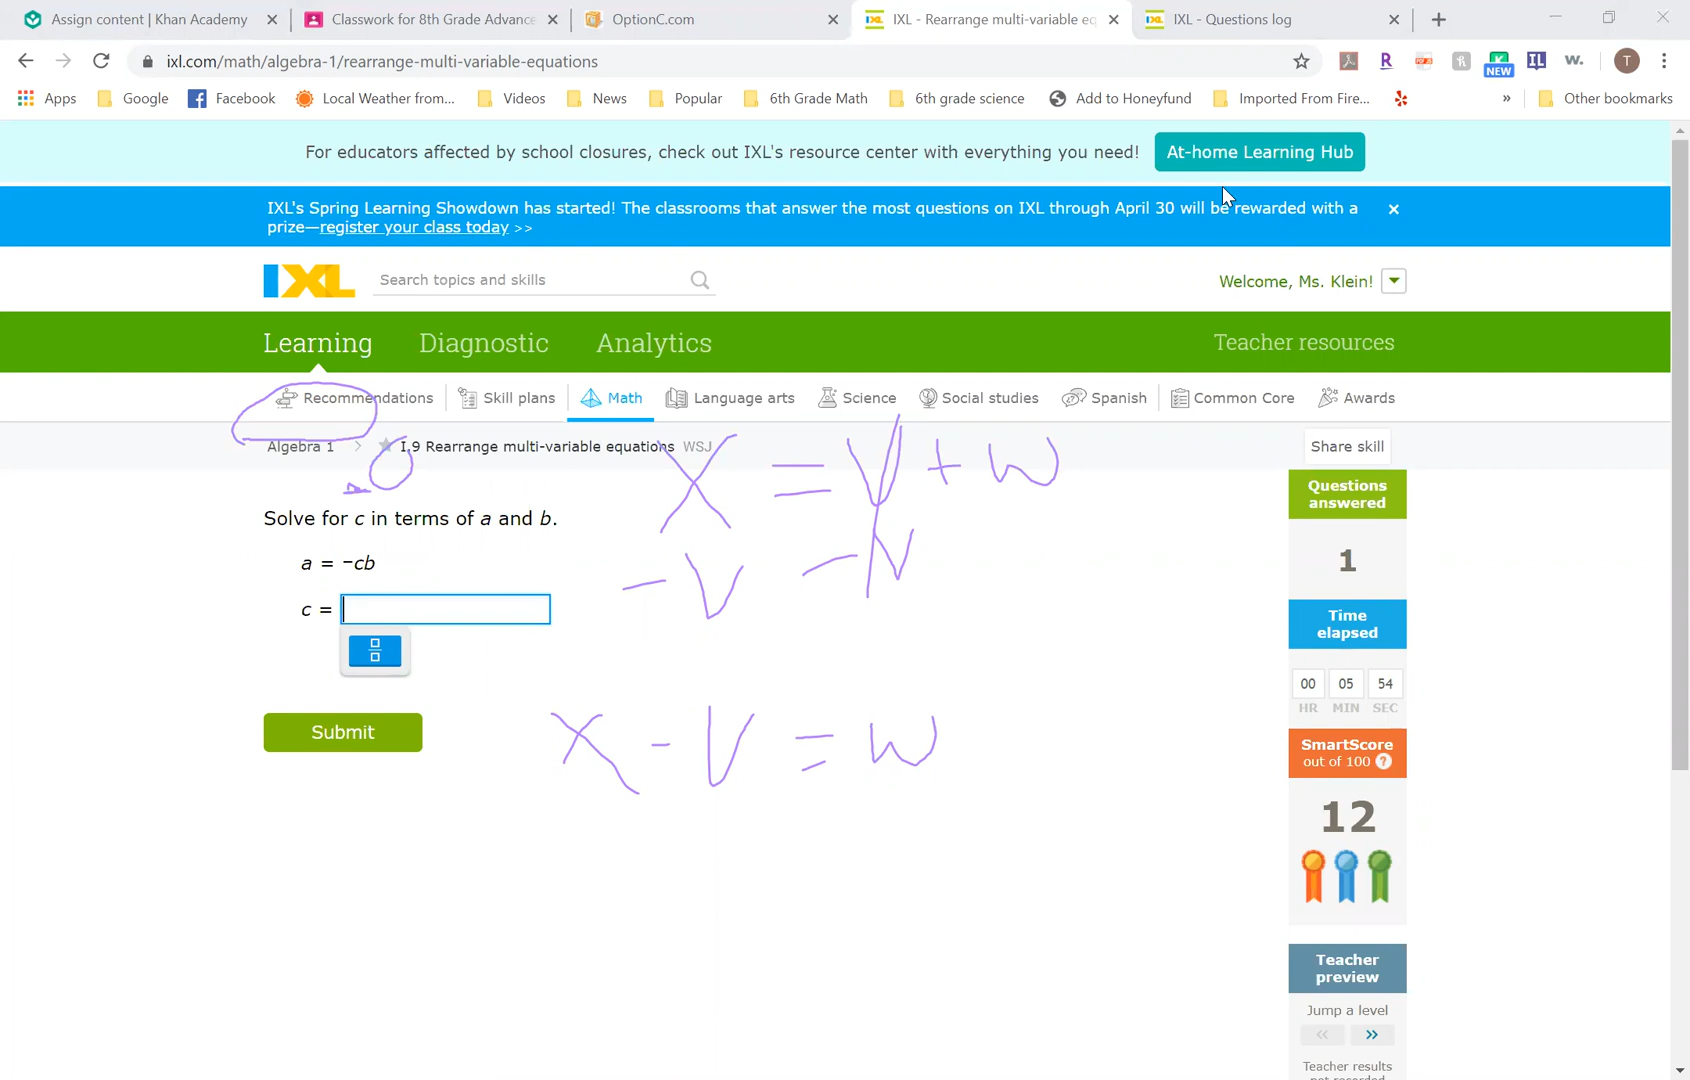 Assign content | Khan Academy Classwork for 8th Grade Advance OptionC.com IXL - Rearrange multi-variable eq IXL - Questions log
ixl.com/math/algebra-1/rearrange-multi-variable-equations NEW T
Apps Google Facebook Local Weather from... Videos News Popular 6th Grade Math 6th grade science Add to Honeyfund Imported From Fire... » Other bookmarks
For educators affected by school closures, check out IXL's resource center with everything you need! At-home Learning Hub
IXL's Spring Learning Showdown has started! The classrooms that answer the most questions on IXL through April 30 will be rewarded with a
prize—register your class today >>
IXL Search topics and skills Welcome, Ms. Klein!
Learning Diagnostic Analytics Teacher resources
Recommendations Skill plans Math Language arts Science Social studies Spanish Common Core Awards
Algebra 1 > I.9 Rearrange multi-variable equations WSJ Share skill
x = v + w
Solve for c in terms of a and b.
a = -cb
- v - v
c =
Submit
x - v = w
Questions
answered
1
Time
elapsed
00 05 54
HR MIN SEC
SmartScore
out of 100 ?
12
Teacher
preview
Jump a level
<< >>
Teacher results